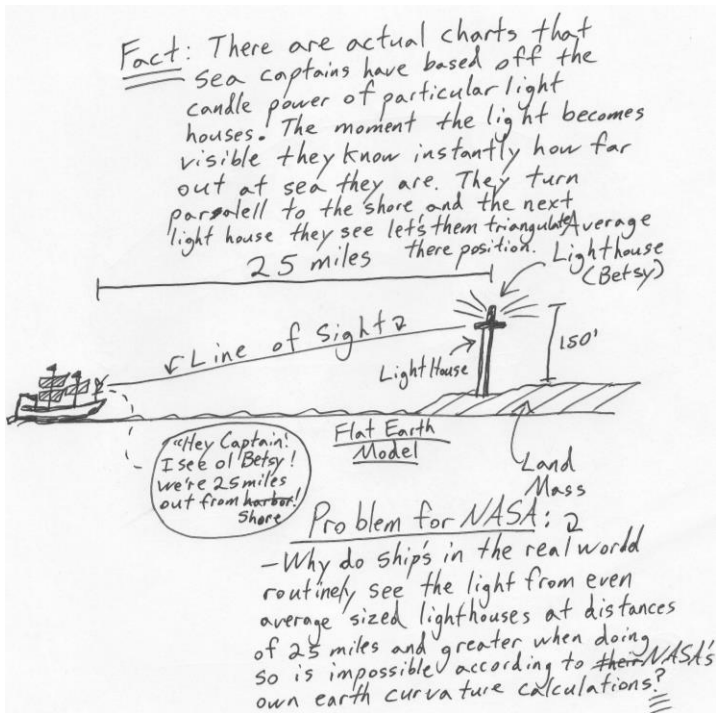 Fact: There are actual charts that
sea captains have based off the
candle power of particular light
houses. The moment the light becomes
visible they know instantly how far
out at sea they are. They turn
paralell to the shore and the next
light house they see let's them triangulate
there position.
Average
Lighthouse
(Betsy)
25 miles
Line of Sight
Light House
150'
"Hey Captain!
I see ol' Betsy!
we're 25 miles
out from harbor!
Shore
Flat Earth
Model
Land
Mass
Problem for NASA:
-Why do ship's in the real world
routinely see the light from even
average sized lighthouses at distances
of 25 miles and greater when doing
so is impossible according to their NASA's
own earth curvature calculations?